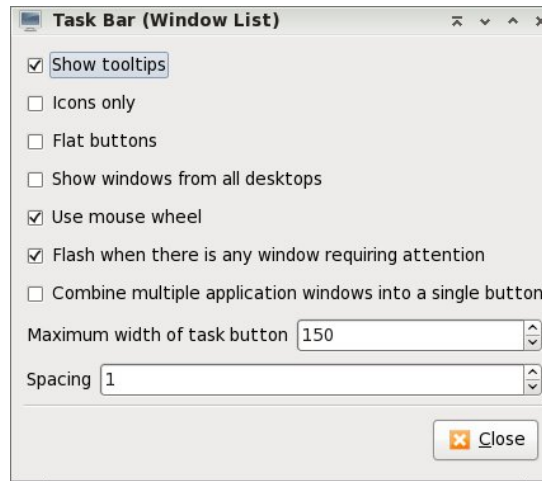 Task Bar (Window List)
Show tooltips
Icons only
Flat buttons
Show windows from all desktops
Use mouse wheel
Flash when there is any window requiring attention
Combine multiple application windows into a single button
Maximum width of task button 150
Spacing 1
Close